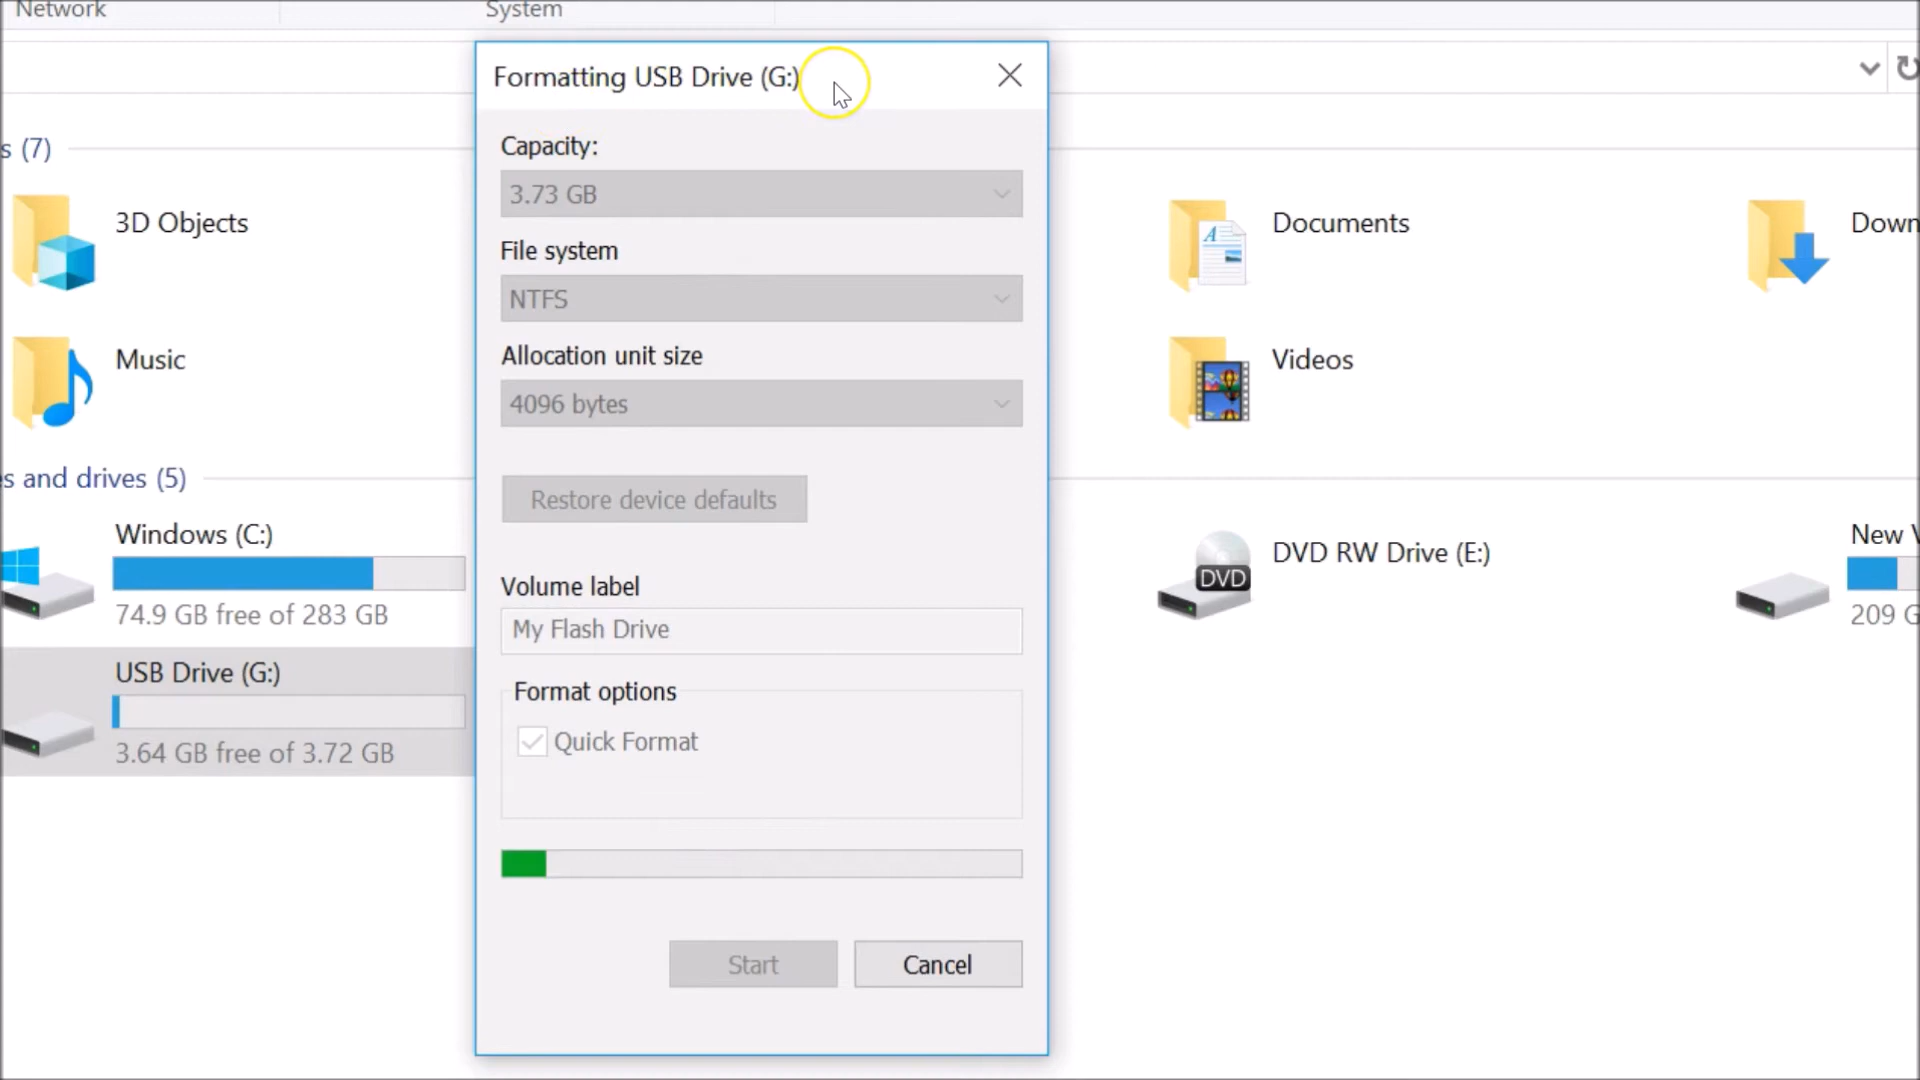 Network
System
Formatting USB Drive (G:)
Capacity:
3.73 GB
File system
NTFS
Allocation unit size
4096 bytes
Restore device defaults
Volume label
My Flash Drive
Format options
Quick Format
Start
Cancel
s (7)
3D Objects
Documents
Down
Music
Videos
es and drives (5)
Windows (C:)
74.9 GB free of 283 GB
DVD
DVD RW Drive (E:)
New V
209 G
USB Drive (G:)
3.64 GB free of 3.72 GB